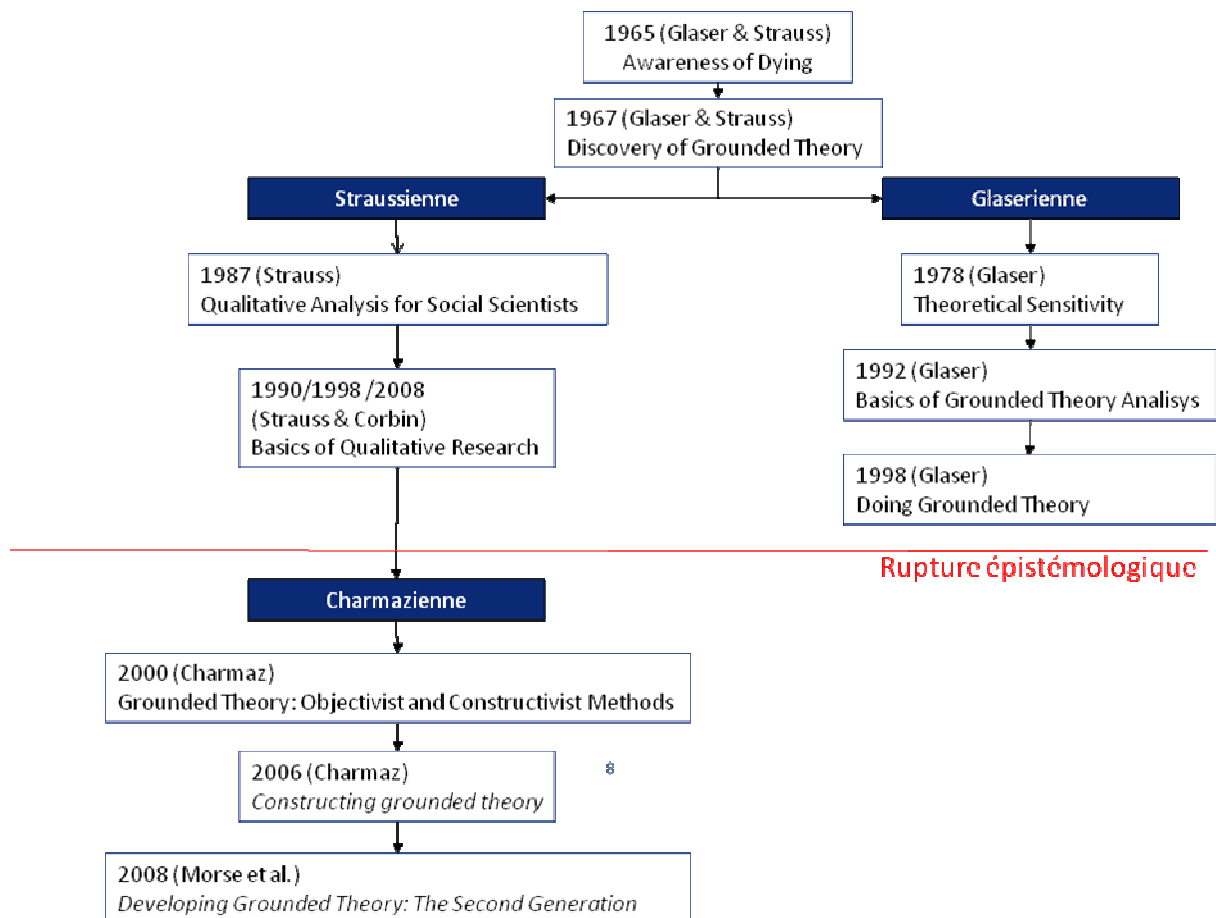 1965 (Glaser & Strauss)
Awareness of Dying
1967 (Glaser & Strauss)
Discovery of Grounded Theory
Straussienne
Glaserienne
1987 (Strauss)
Qualitative Analysis for Social Scientists
1978 (Glaser)
Theoretical Sensitivity
1990/1998 /2008
(Strauss & Corbin)
Basics of Qualitative Research
1992 (Glaser)
Basics of Grounded Theory Analisys
1998 (Glaser)
Doing Grounded Theory
Rupture épistémologique
Charmazienne
2000 (Charmaz)
Grounded Theory: Objectivist and Constructivist Methods
2006 (Charmaz)
Constructing grounded theory
8
2008 (Morse et al.)
Developing Grounded Theory: The Second Generation